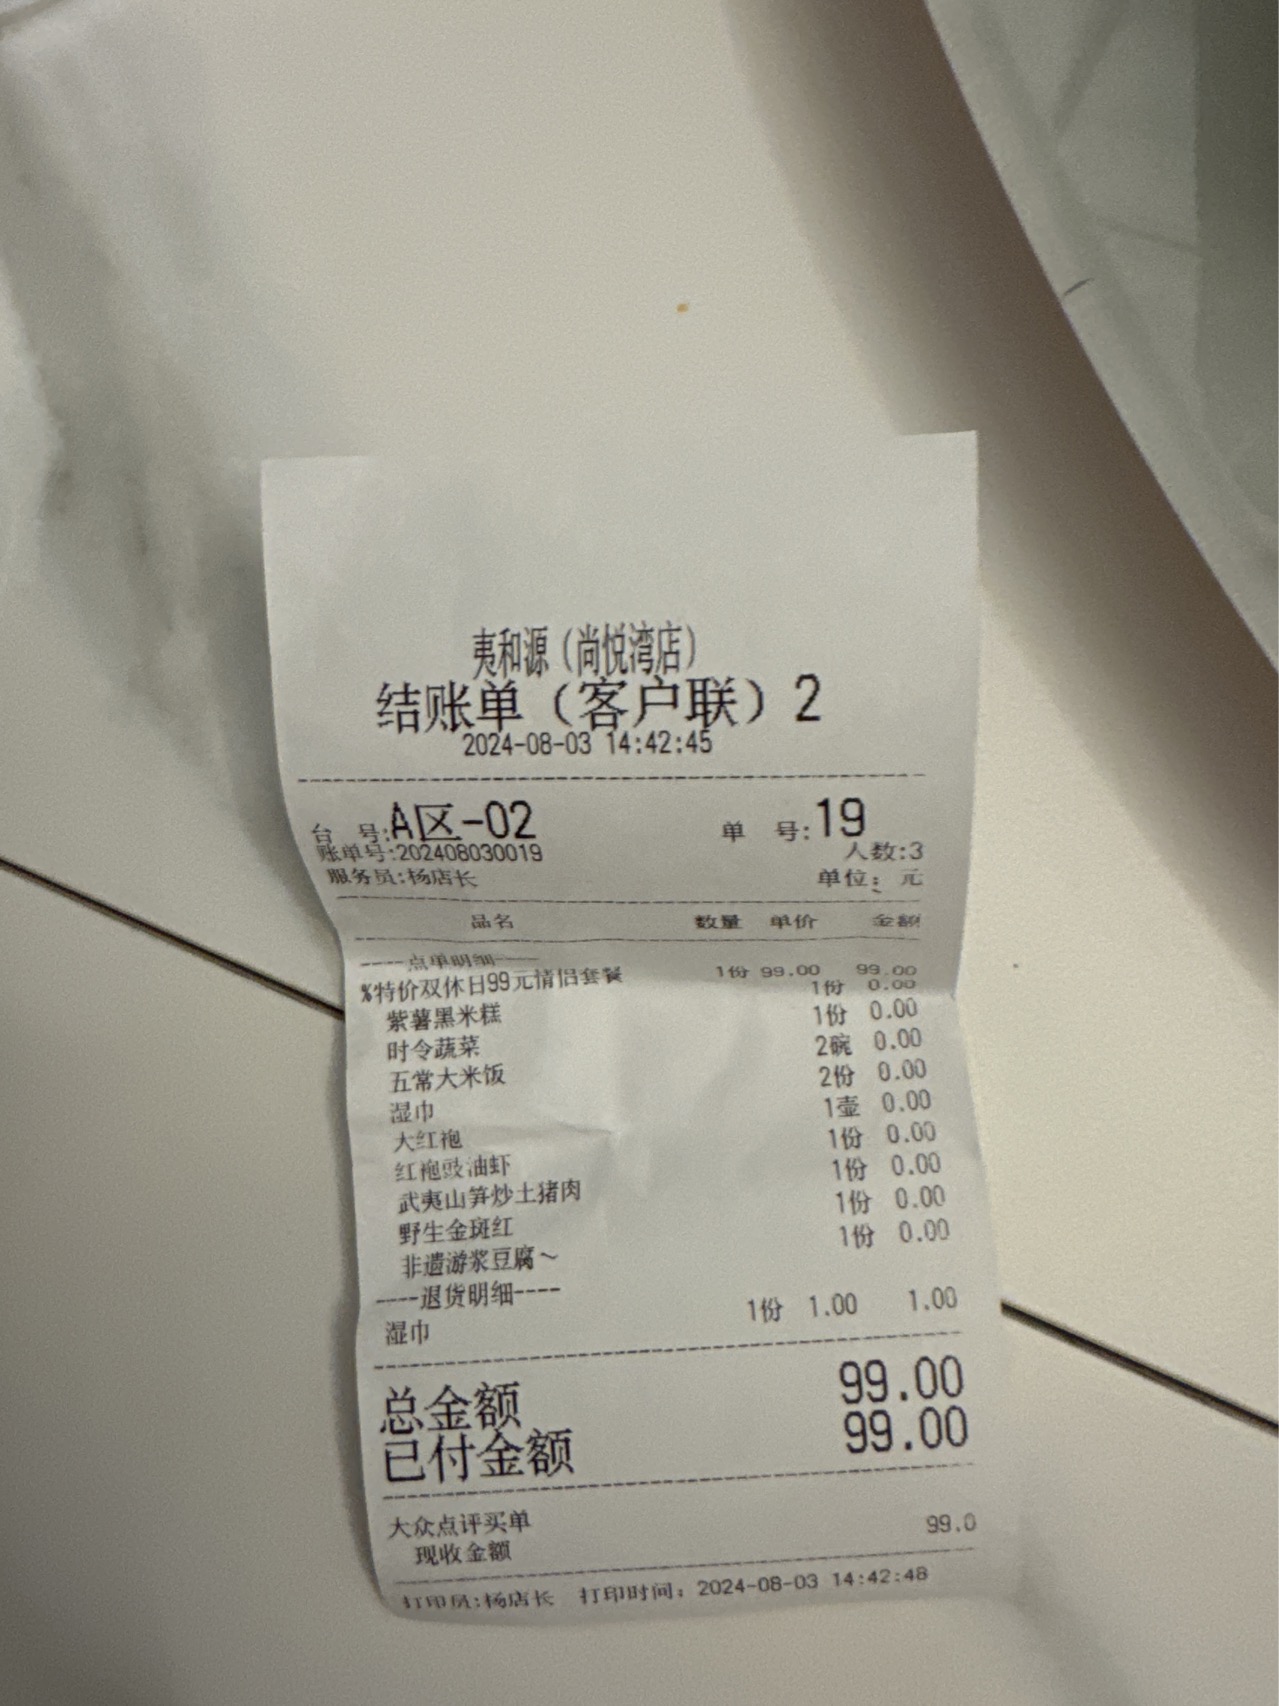 夷和源（尚悦湾店）
结账单（客户联）2
2024-08-03 14:42:45
台 号:A区-02 单 号:19
账单号:202408030019 人数:3
服务员:杨店长 单位: 元
品名 数量 单价 金额
----点单明细----
%特价双休日99元情侣套餐 1份 99.00 99.00
紫薯黑米糕 1份 0.00
时令蔬菜 1份 0.00
五常大米饭 2碗 0.00
湿巾 2份 0.00
大红袍 1壶 0.00
红袍豉油虾 1份 0.00
武夷山笋炒土猪肉 1份 0.00
野生金斑红 1份 0.00
非遗游浆豆腐～ 1份 0.00
----退货明细----
湿巾 1份 1.00 1.00
总金额 99.00
已付金额 99.00
大众点评买单
现收金额 99.0
打印员:杨店长 打印时间: 2024-08-03 14:42:48